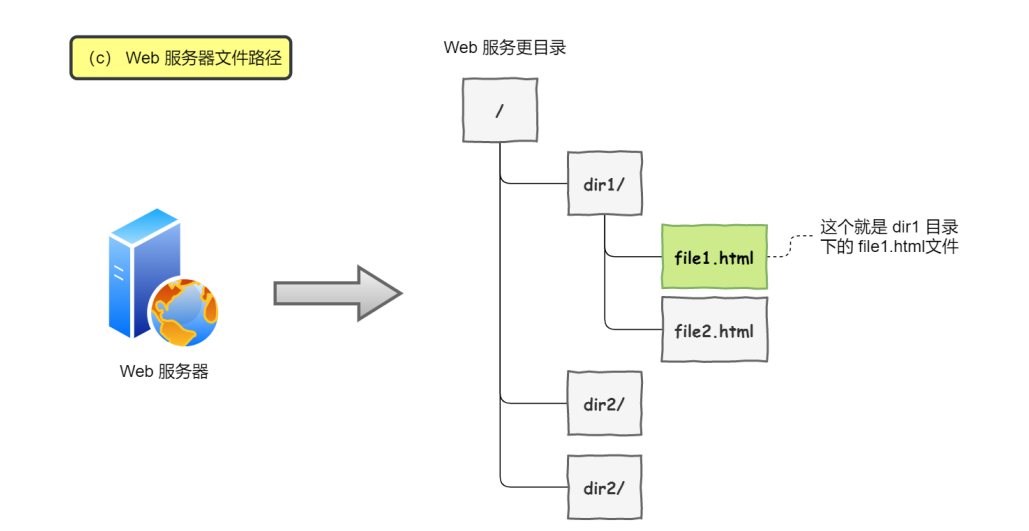 （c） Web 服务器文件路径
Web 服务更目录
/
dir1/
file1.html
这个就是 dir1 目录
下的 file1.html文件
file2.html
Web 服务器
dir2/
dir2/